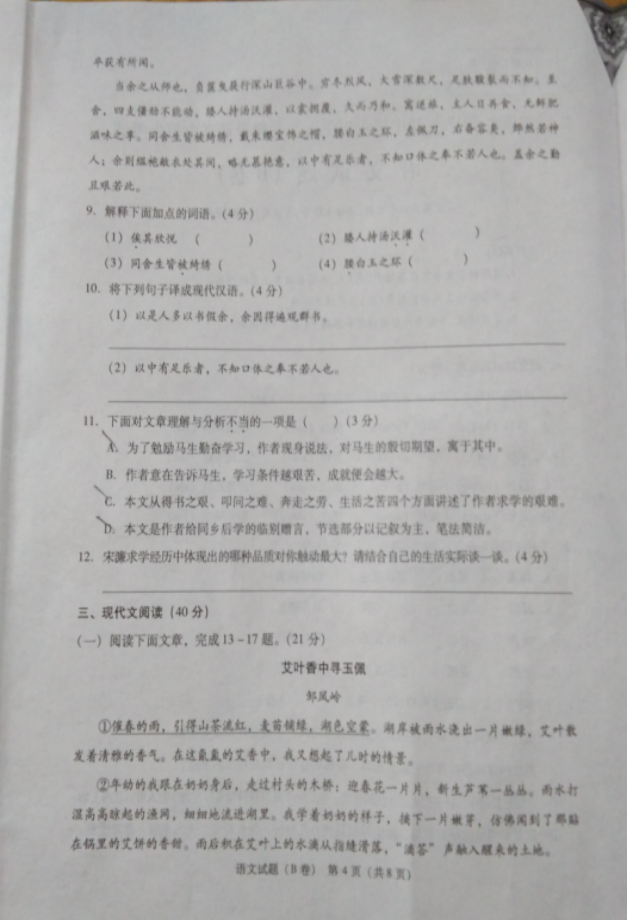 卒获有所闻。
当余之从师也，负箧曳屣行深山巨谷中。穷冬烈风，大雪深数尺，足肤皲裂而不知。至
舍，四支僵劲不能动，媵人持汤沃灌，以衾拥覆，久而乃和。寓逆旅，主人日再食，无鲜肥
滋味之享。同舍生皆被绮绣，戴朱缨宝饰之帽，腰白玉之环，左佩刀，右备容臭，烨然若神
人；余则缊袍敝衣处其间，略无慕艳意，以中有足乐者，不知口体之奉不若人也。盖余之勤
且艰若此。
9. 解释下面加点的词语。(4 分)
(1) 俟其欣悦 （ ） (2) 媵人持汤沃灌（ ）
(3) 同舍生皆被绮绣（ ） (4) 腰白玉之环（ ）
10. 将下列句子译成现代汉语。(4 分)
(1) 以是人多以书假余，余因得遍观群书。
(2) 以中有足乐者，不知口体之奉不若人也。
11. 下面对文章理解与分析不当的一项是（ ）(3 分)
A. 为了勉励马生勤奋学习，作者现身说法，对马生的殷切期望，寓于其中。
B. 作者意在告诉马生，学习条件越艰苦，成就便会越大。
C. 本文从得书之艰、叩问之难、奔走之劳、生活之苦四个方面讲述了作者求学的艰难。
D. 本文是作者给同乡后学的临别赠言，节选部分以记叙为主，笔法简洁。
12. 宋濂求学经历中体现出的哪种品质对你触动最大？请结合自己的生活实际谈一谈。(4 分)
三、现代文阅读 (40 分)
(一) 阅读下面文章，完成 13－17 题。(21 分)
艾叶香中寻玉佩
邹凤岭
①催春的雨，引得山茶流红，麦苗铺绿，湖色空蒙。湖岸被雨水浇出一片嫩绿，艾叶散
发着清雅的香气。在这氤氲的艾香中，我又想起了儿时的情景。
②年幼的我跟在奶奶身后，走过村头的木桥；迎春花一片片，新生芦苇一丛丛。雨水打
湿高高晾起的渔网，细细地流进湖里。我学着奶奶的样子，摘下一片嫩芽，仿佛闻到了那贴
在锅里的艾饼的香甜。雨后积在艾叶上的水滴从指缝滑落，“滴答”声融入醒来的土地。
语文试题（B 卷） 第 4 页（共 8 页）